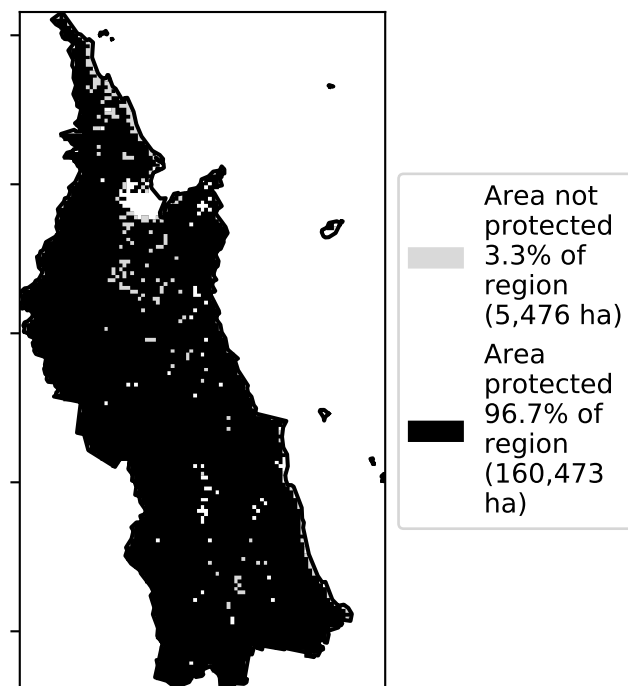 Area not
protected
3.3% of
region
(5,476 ha)
Area
protected
96.7% of
region
(160,473
ha)